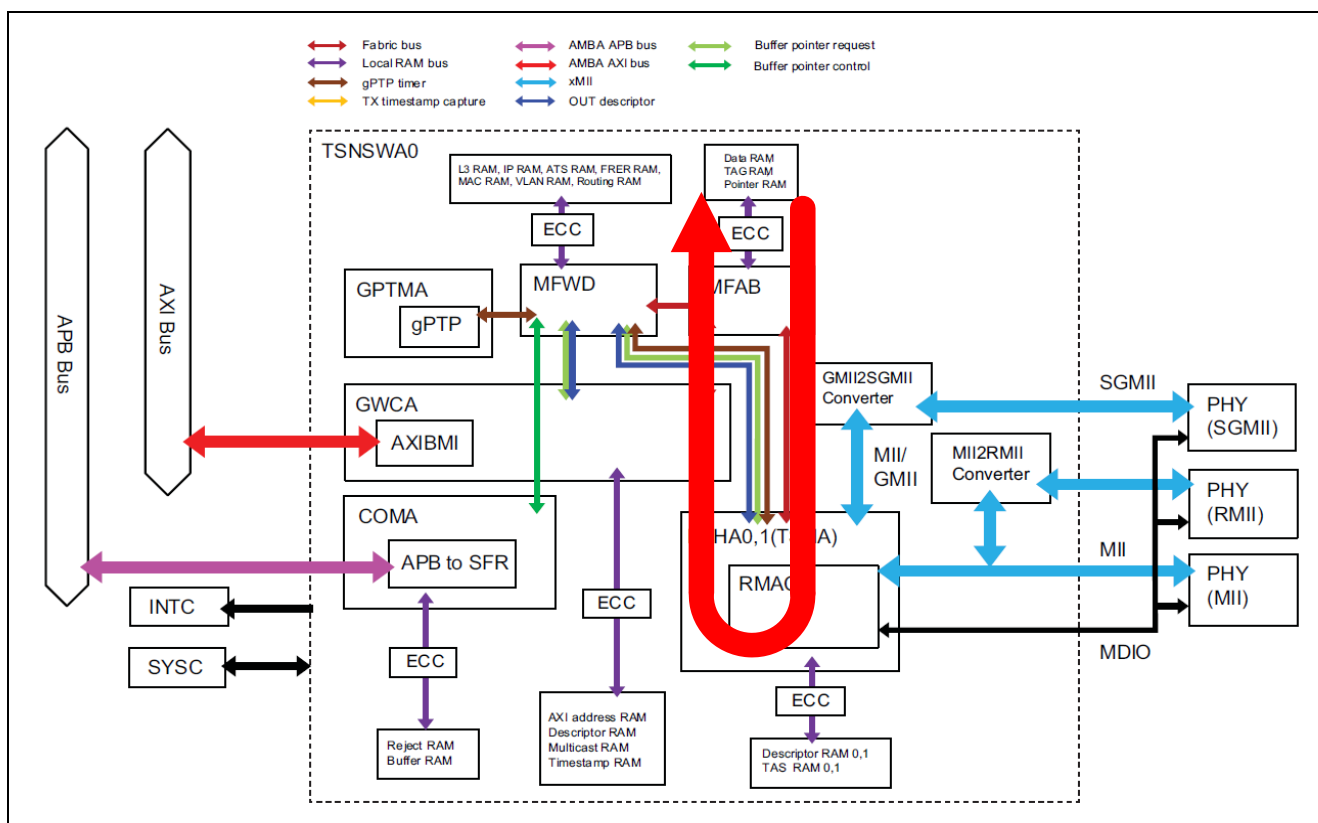 Fabric bus
Local RAM bus
gPTP timer
TX timestamp capture
AMBA APB bus
AMBA AXI bus
xMII
OUT descriptor
Buffer pointer request
Buffer pointer control
APB Bus
AXI Bus
TSNSWA0
L3 RAM, IP RAM, ATS RAM, FRER RAM,
MAC RAM, VLAN RAM, Routing RAM
Data RAM
TAG RAM
Pointer RAM
ECC
ECC
GPTMA
gPTP
MFWD
MFAB
GWCA
AXIBMI
GMII2SGMII
Converter
SGMII
PHY
(SGMII)
MII/
GMII
MII2RMII
Converter
PHY
(RMII)
COMA
APB to SFR
HA0,1(T
A)
RMAC
MII
PHY
(MII)
MDIO
INTC
SYSC
ECC
ECC
ECC
Reject RAM
Buffer RAM
AXI address RAM
Descriptor RAM
Multicast RAM
Timestamp RAM
Descriptor RAM 0,1
TAS RAM 0,1